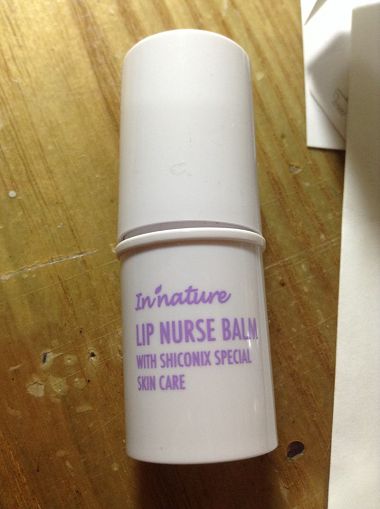 In'nature
LIP NURSE BALM
WITH SHICONIX SPECIAL
SKIN CARE